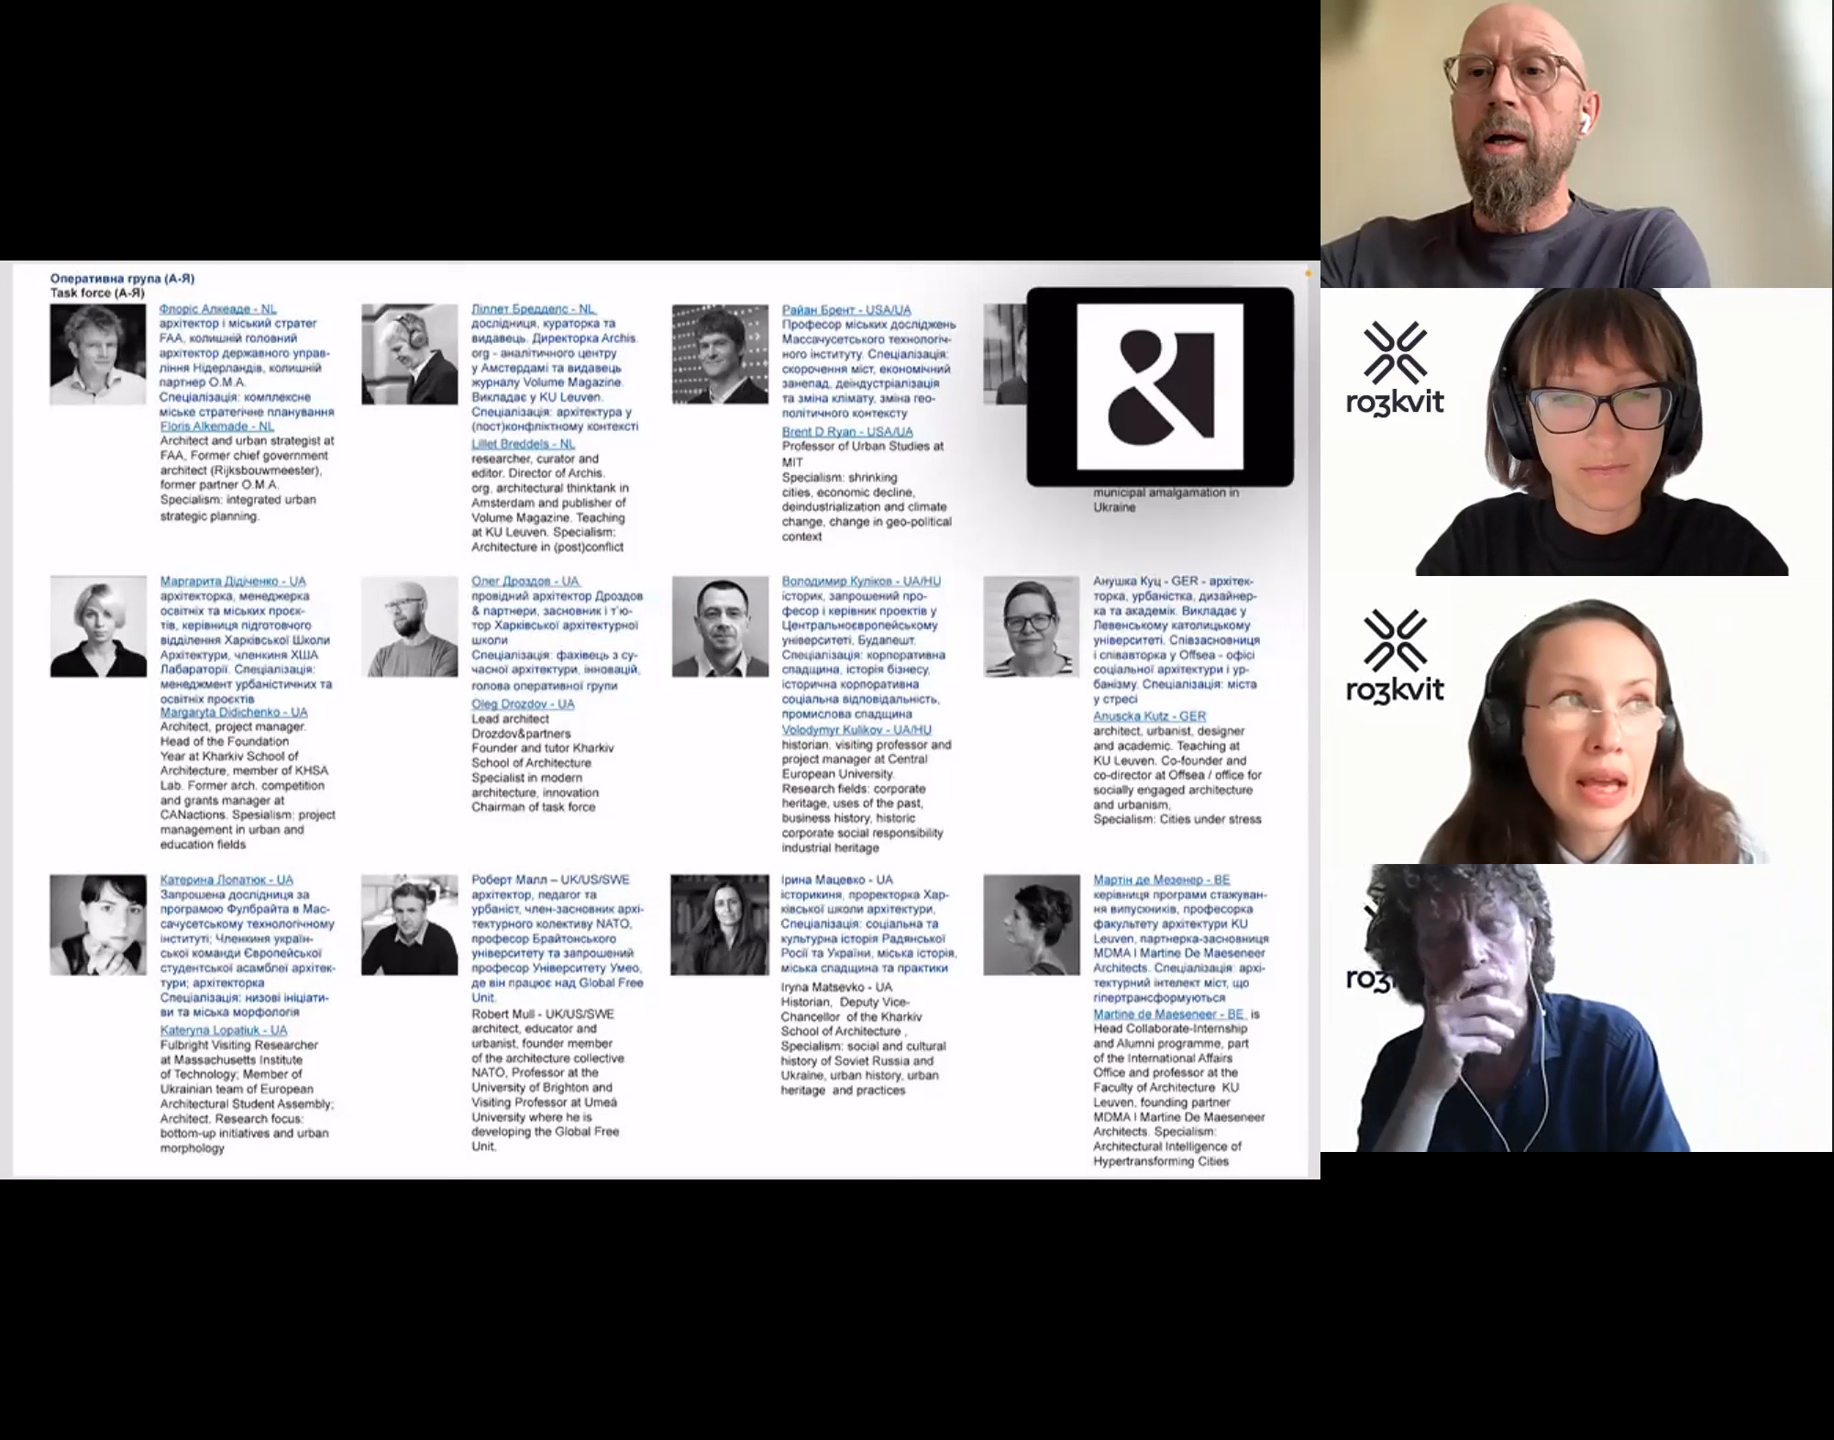 Оперативна група (А-Я)
Task force (А-Я)
Флоріс Алкеаде - NL
архітектор і міський стратег
FAA, колишній головний
архітектор державного управ-
ління Нідерландів, колишній
партнер О.М.А.
Спеціалізація: комплексне
міське стратегічне планування
Floris Alkemade - NL
Architect and urban strategist at
FAA, Former chief government
architect (Rijksbouwmeester),
former partner O.M.A.
Specialism: integrated urban
strategic planning.
Ліллет Бредделс - NL
дослідниця, кураторка та
видавець. Директорка Archis.
org - аналітичного центру
у Амстердамі та видавець
журналу Volume Magazine.
Викладає у KU Leuven.
Спеціалізація: архітектура у
(пост)конфліктному контексті
Lillet Breddels - NL
researcher, curator and
editor. Director of Archis.
org, architectural thinktank in
Amsterdam and publisher of
Volume Magazine. Teaching
at KU Leuven. Specialism:
Architecture in (post)conflict
Райан Брент - USA/UA
Професор міських досліджень
Массачусетського технологіч-
ного інституту. Спеціалізація:
скорочення міст, економічний
занепад, деіндустріалізація
та зміна клімату, зміна гео-
політичного контексту
Brent D Ryan - USA/UA
Professor of Urban Studies at
MIT
Specialism: shrinking
cities, economic decline,
deindustrialization and climate
change, change in geo-political
context
&
municipal amalgamation in
Ukraine
Маргарита Дідіченко - UA
архітекторка, менеджерка
освітніх та міських проєк-
тів, керівниця підготовчого
відділення Харківської Школи
Архітектури, членкиня ХША
Лабараторії. Спеціалізація:
менеджмент урбаністичних та
освітніх проєктів
Margaryta Didichenko - UA
Architect, project manager.
Head of the Foundation
Year at Kharkiv School of
Architecture, member of KHSA
Lab. Former arch. competition
and grants manager at
CANactions. Spesialism: project
management in urban and
education fields
Олег Дроздов - UA
провідний архітектор Дроздов
& партнери, засновник і т'ю-
тор Харківської архітектурної
школи
Спеціалізація: фахівець з су-
часної архітектури, інновацій,
голова оперативної групи
Oleg Drozdov - UA
Lead architect
Drozdov&partners
Founder and tutor Kharkiv
School of Architecture
Specialist in modern
architecture, innovation
Chairman of task force
Володимир Куліков - UA/HU
історик, запрошений про-
фесор і керівник проектів у
Центральноєвропейському
університеті, Будапешт.
Спеціалізація: корпоративна
спадщина, історія бізнесу,
історична корпоративна
соціальна відповідальність,
промислова спадщина
Volodymyr Kulikov - UA/HU
historian, visiting professor and
project manager at Central
European University.
Research fields: corporate
heritage, uses of the past,
business history, historic
corporate social responsibility
industrial heritage
Анушка Куц - GER - архітек-
торка, урбаністка, дизайнер-
ка та академік. Викладає у
Левенському католицькому
університеті. Співзасновниця
і співавторка у Offsea - офісі
соціальної архітектури і ур-
банізму. Спеціалізація: міста
у стресі
Anuscka Kutz - GER
architect, urbanist, designer
and academic. Teaching at
KU Leuven. Co-founder and
co-director at Offsea / office for
socially engaged architecture
and urbanism,
Specialism: Cities under stress
Катерина Лопатюк - UA
Запрошена дослідниця за
програмою Фулбрайта в Мас-
сачусетському технологічному
інституті; Членкиня україн-
ської команди Європейської
студентської асамблеї архітек-
тури; архітекторка
Спеціалізація: низові ініціати-
ви та міська морфологія
Kateryna Lopatiuk - UA
Fulbright Visiting Researcher
at Massachusetts Institute
of Technology; Member of
Ukrainian team of European
Architectural Student Assembly;
Architect. Research focus:
bottom-up initiatives and urban
morphology
Роберт Малл – UK/US/SWE
архітектор, педагог та
урбаніст, член-засновник архі-
тектурного колективу NATO,
професор Брайтонського
університету та запрошений
професор Університету Умео,
де він працює над Global Free
Unit.
Robert Mull - UK/US/SWE
architect, educator and
urbanist, founder member
of the architecture collective
NATO, Professor at the
University of Brighton and
Visiting Professor at Umeå
University where he is
developing the Global Free
Unit.
Ірина Мацевко - UA
історикиня, проректорка Хар-
ківської школи архітектури,
Спеціалізація: соціальна та
культурна історія Радянської
Росії та України, міська історія,
міська спадщина та практики
Iryna Matsevko - UA
Historian, Deputy Vice-
Chancellor of the Kharkiv
School of Architecture ,
Specialism: social and cultural
history of Soviet Russia and
Ukraine, urban history, urban
heritage and practices
Мартін де Мезенер - BE
керівниця програми стажуван-
ня випускників, професорка
факультету архітектури KU
Leuven, партнерка-засновниця
MDMA I Martine De Maeseneer
Architects. Спеціалізація: архі-
тектурний інтелект міст, що
гіпертрансформуються
Martine de Maeseneer - BE is
Head Collaborate-Internship
and Alumni programme, part
of the International Affairs
Office and professor at the
Faculty of Architecture KU
Leuven, founding partner
MDMA I Martine De Maeseneer
Architects. Specialism:
Architectural Intelligence of
Hypertransforming Cities
ro3kvit
ro3kvit
ro3